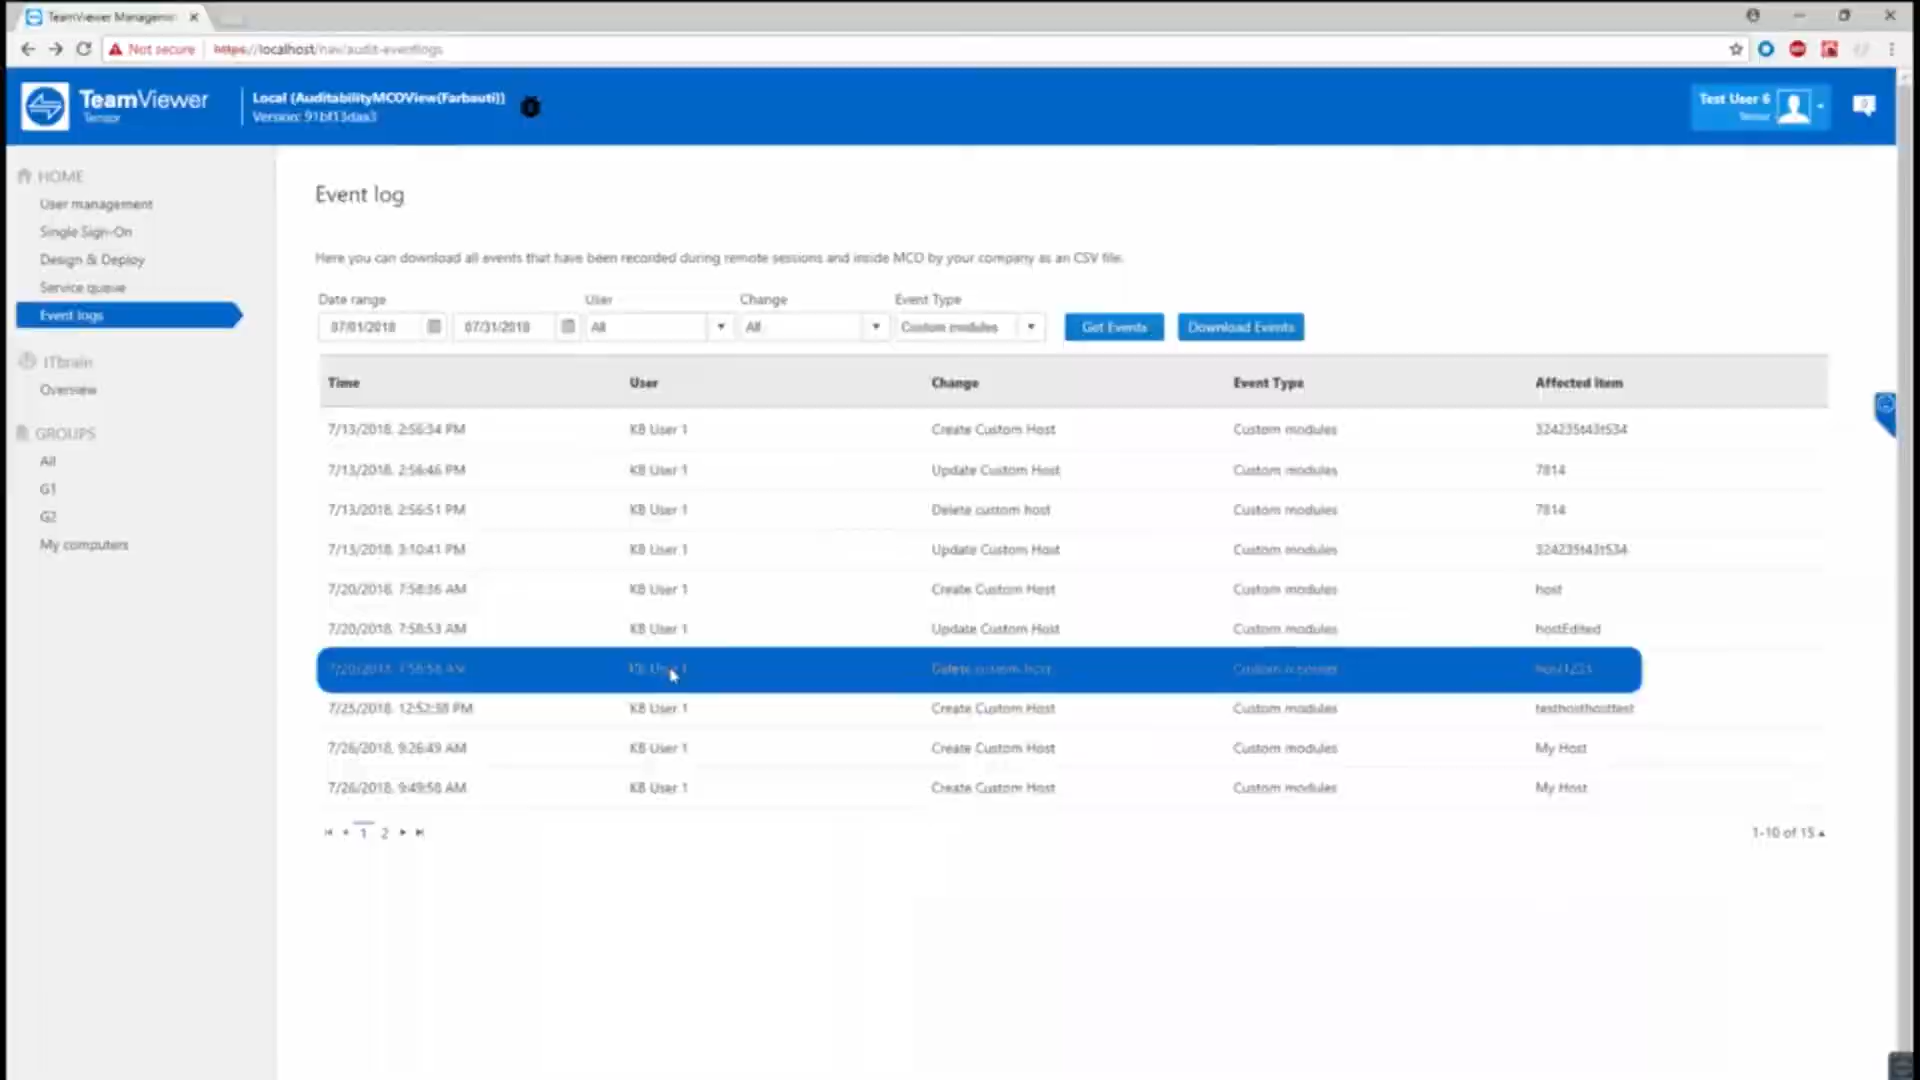 TeamViewer Managemen
Not secure https://localhost/nav/audit-eventlogs
TeamViewer
Tensor
Local (AuditabilityMCOView(Farbauti))
Version: 91bf13daa3
Test User 6
Tensor
HOME
User management
Single Sign-On
Design & Deploy
Service queue
Event logs
ITbrain
Overview
GROUPS
All
G1
G2
My computers
Event log
Here you can download all events that have been recorded during remote sessions and inside MCO by your company as an CSV file.
Date range User Change Event Type
07/01/2018 07/31/2018 All All Custom modules Get Events Download Events
Time User Change Event Type Affected item
7/13/2018, 2:56:34 PM KB User 1 Create Custom Host Custom modules 324235t43t534
7/13/2018, 2:56:46 PM KB User 1 Update Custom Host Custom modules 7814
7/13/2018, 2:56:51 PM KB User 1 Delete custom host Custom modules 7814
7/13/2018, 3:10:41 PM KB User 1 Update Custom Host Custom modules 324235t43t534
7/20/2018, 7:58:36 AM KB User 1 Create Custom Host Custom modules host
7/20/2018, 7:58:53 AM KB User 1 Update Custom Host Custom modules hostEdited
7/20/2018, 7:58:58 AM KB User 1 Delete custom host Custom modules
7/25/2018, 12:52:38 PM KB User 1 Create Custom Host Custom modules testhosthosttest
7/26/2018, 9:26:49 AM KB User 1 Create Custom Host Custom modules My Host
7/26/2018, 9:49:58 AM KB User 1 Create Custom Host Custom modules My Host
1 2
1-10 of 15